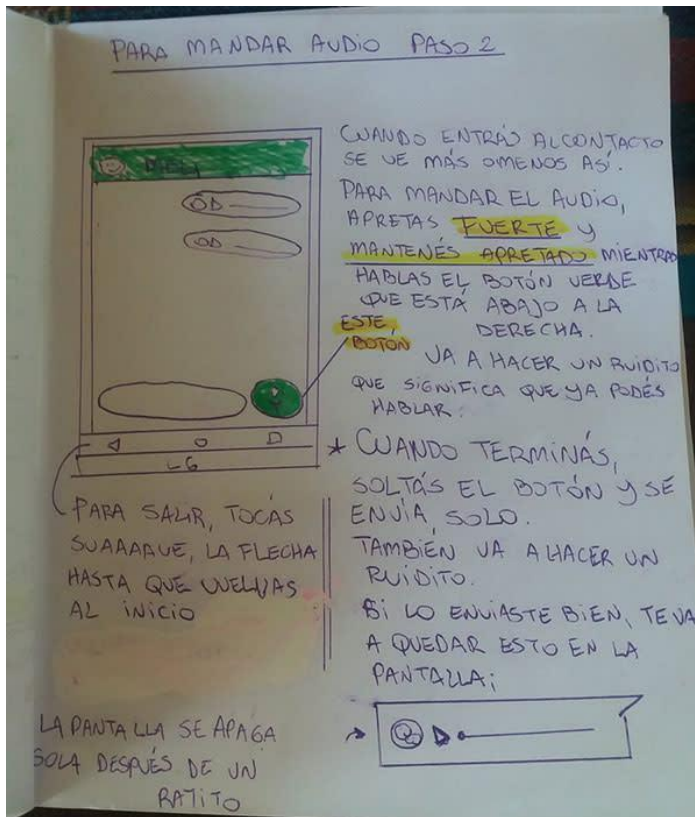 PARA MANDAR AUDIO PASO 2
CUANDO ENTRÁS AL CONTACTO
SE VE MÁS O MENOS ASÍ.
PARA MANDAR EL AUDIO,
APRETAS FUERTE y
MANTENÉS APRETADO MIENTRAS
HABLAS EL BOTÓN VERDE
QUE ESTÁ ABAJO A LA
DERECHA.
ESTE
BOTÓN
VA A HACER UN RUIDITO
QUE SIGNIFICA QUE YA PODÉS
HABLAR.
LG
* CUANDO TERMINÁS,
SOLTÁS EL BOTÓN Y SE
ENVÍA SOLO.
TAMBIÉN VA A HACER UN
RUIDITO.
SI LO ENVIASTE BIEN, TE VA
A QUEDAR ESTO EN LA
PANTALLA;
PARA SALIR, TOCÁS
SUAAAAVE, LA FLECHA
HASTA QUE VUELVAS
AL INICIO
LA PANTALLA SE APAGA
SOLA DESPUÉS DE UN
RATITO